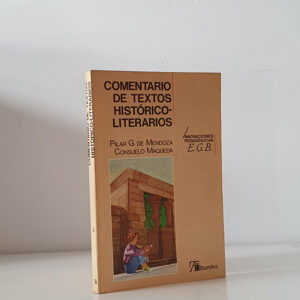 COMENTARIO
DE TEXTOS
HISTÓRICO-
LITERARIOS
PILAR G. DE MENDOZA
CONSUELO MAQUEDA
INNOVACIONES
PEDAGÓGICAS
E.G.B.
Alhambra